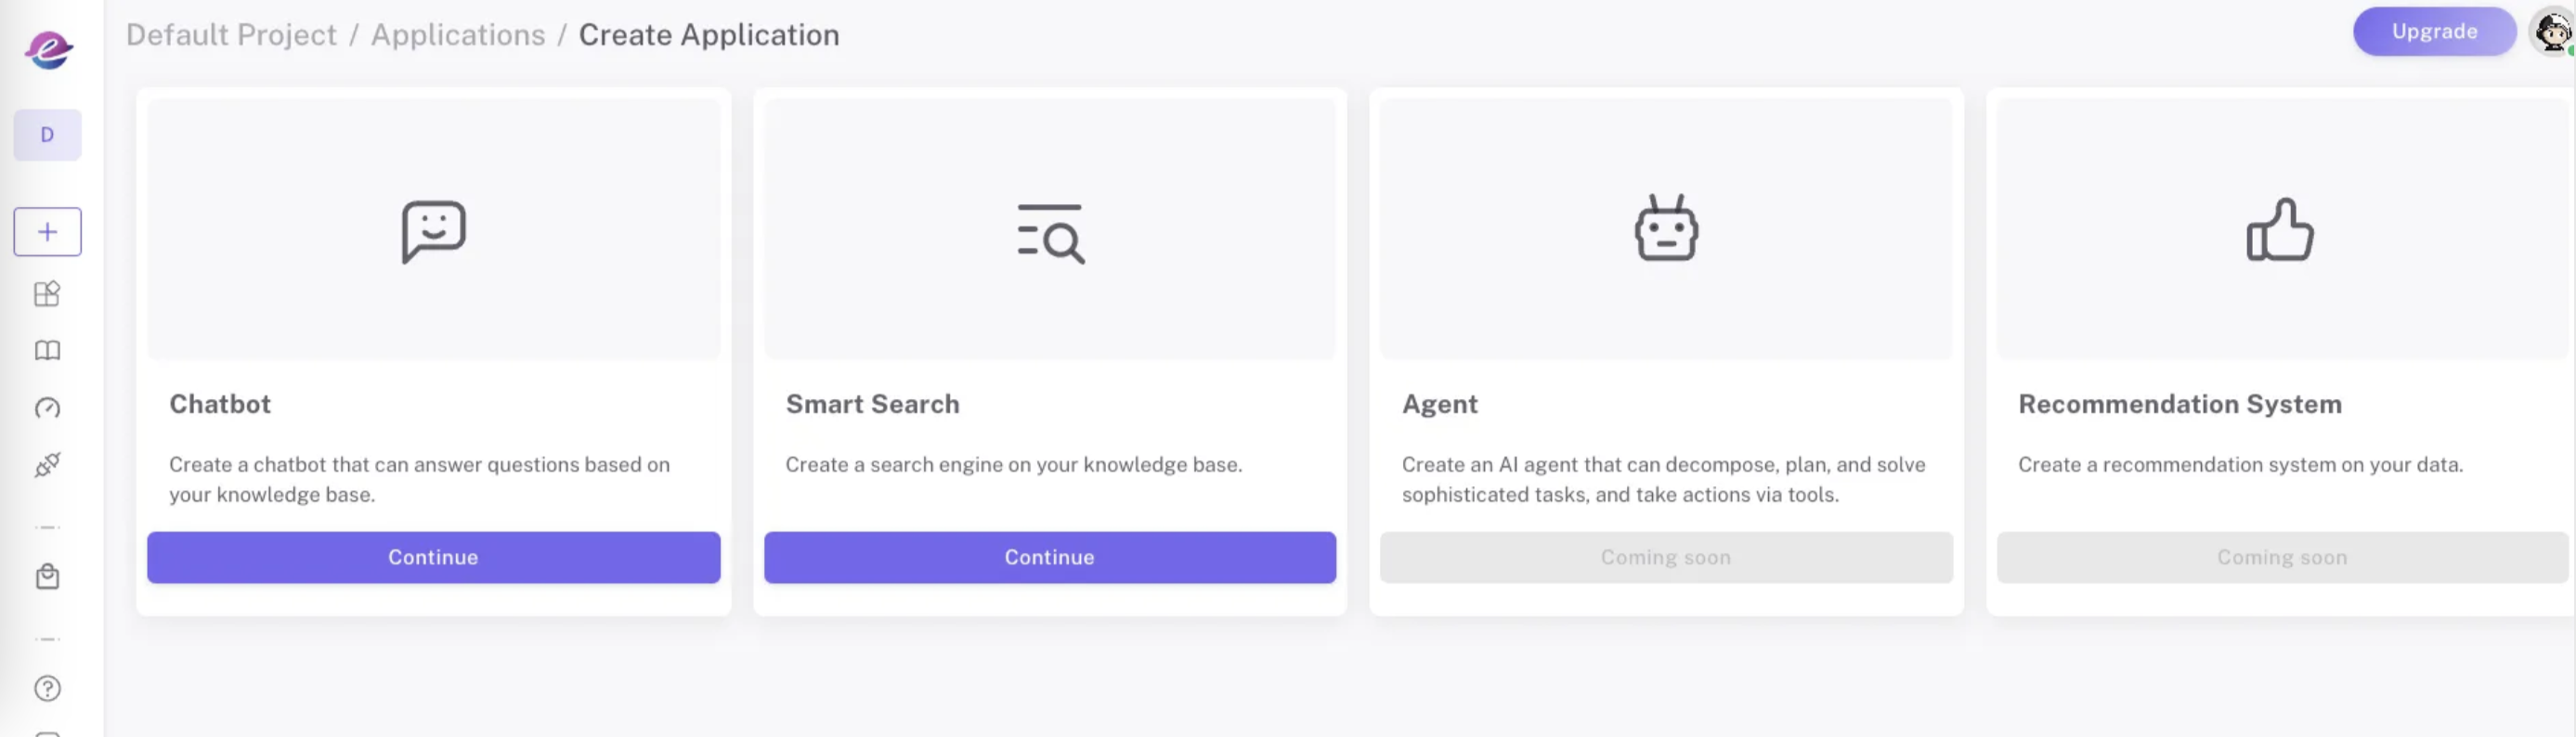 Default Project / Applications / Create Application
Upgrade
D
Chatbot
Create a chatbot that can answer questions based on
your knowledge base.
Continue
Smart Search
Create a search engine on your knowledge base.
Continue
Agent
Create an AI agent that can decompose, plan, and solve
sophisticated tasks, and take actions via tools.
Coming soon
Recommendation System
Create a recommendation system on your data.
Coming soon